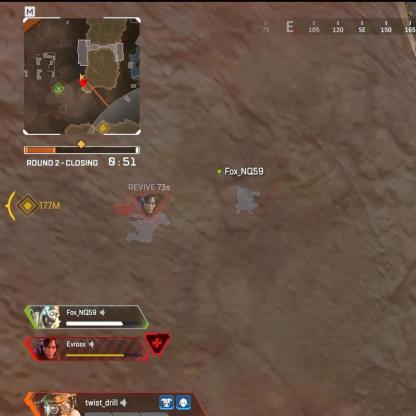 M
75 E 105 120 SE 150 165
ROUND 2 - CLOSING 0:51
Fox_NQ59
REVIVE 73s
177M
Fox_NQ59
Evrosx
twist_drill